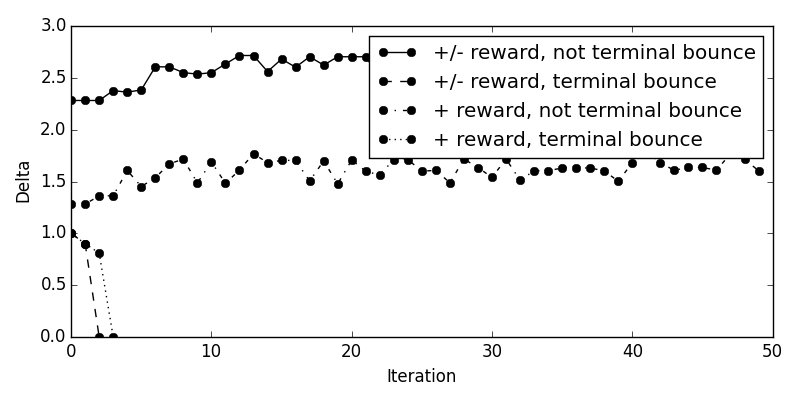 3.0
2.5
2.0
1.5
1.0
0.5
0.0
Delta
+/- reward, not terminal bounce
+/- reward, terminal bounce
+ reward, not terminal bounce
+ reward, terminal bounce
0 10 20 30 40 50
Iteration